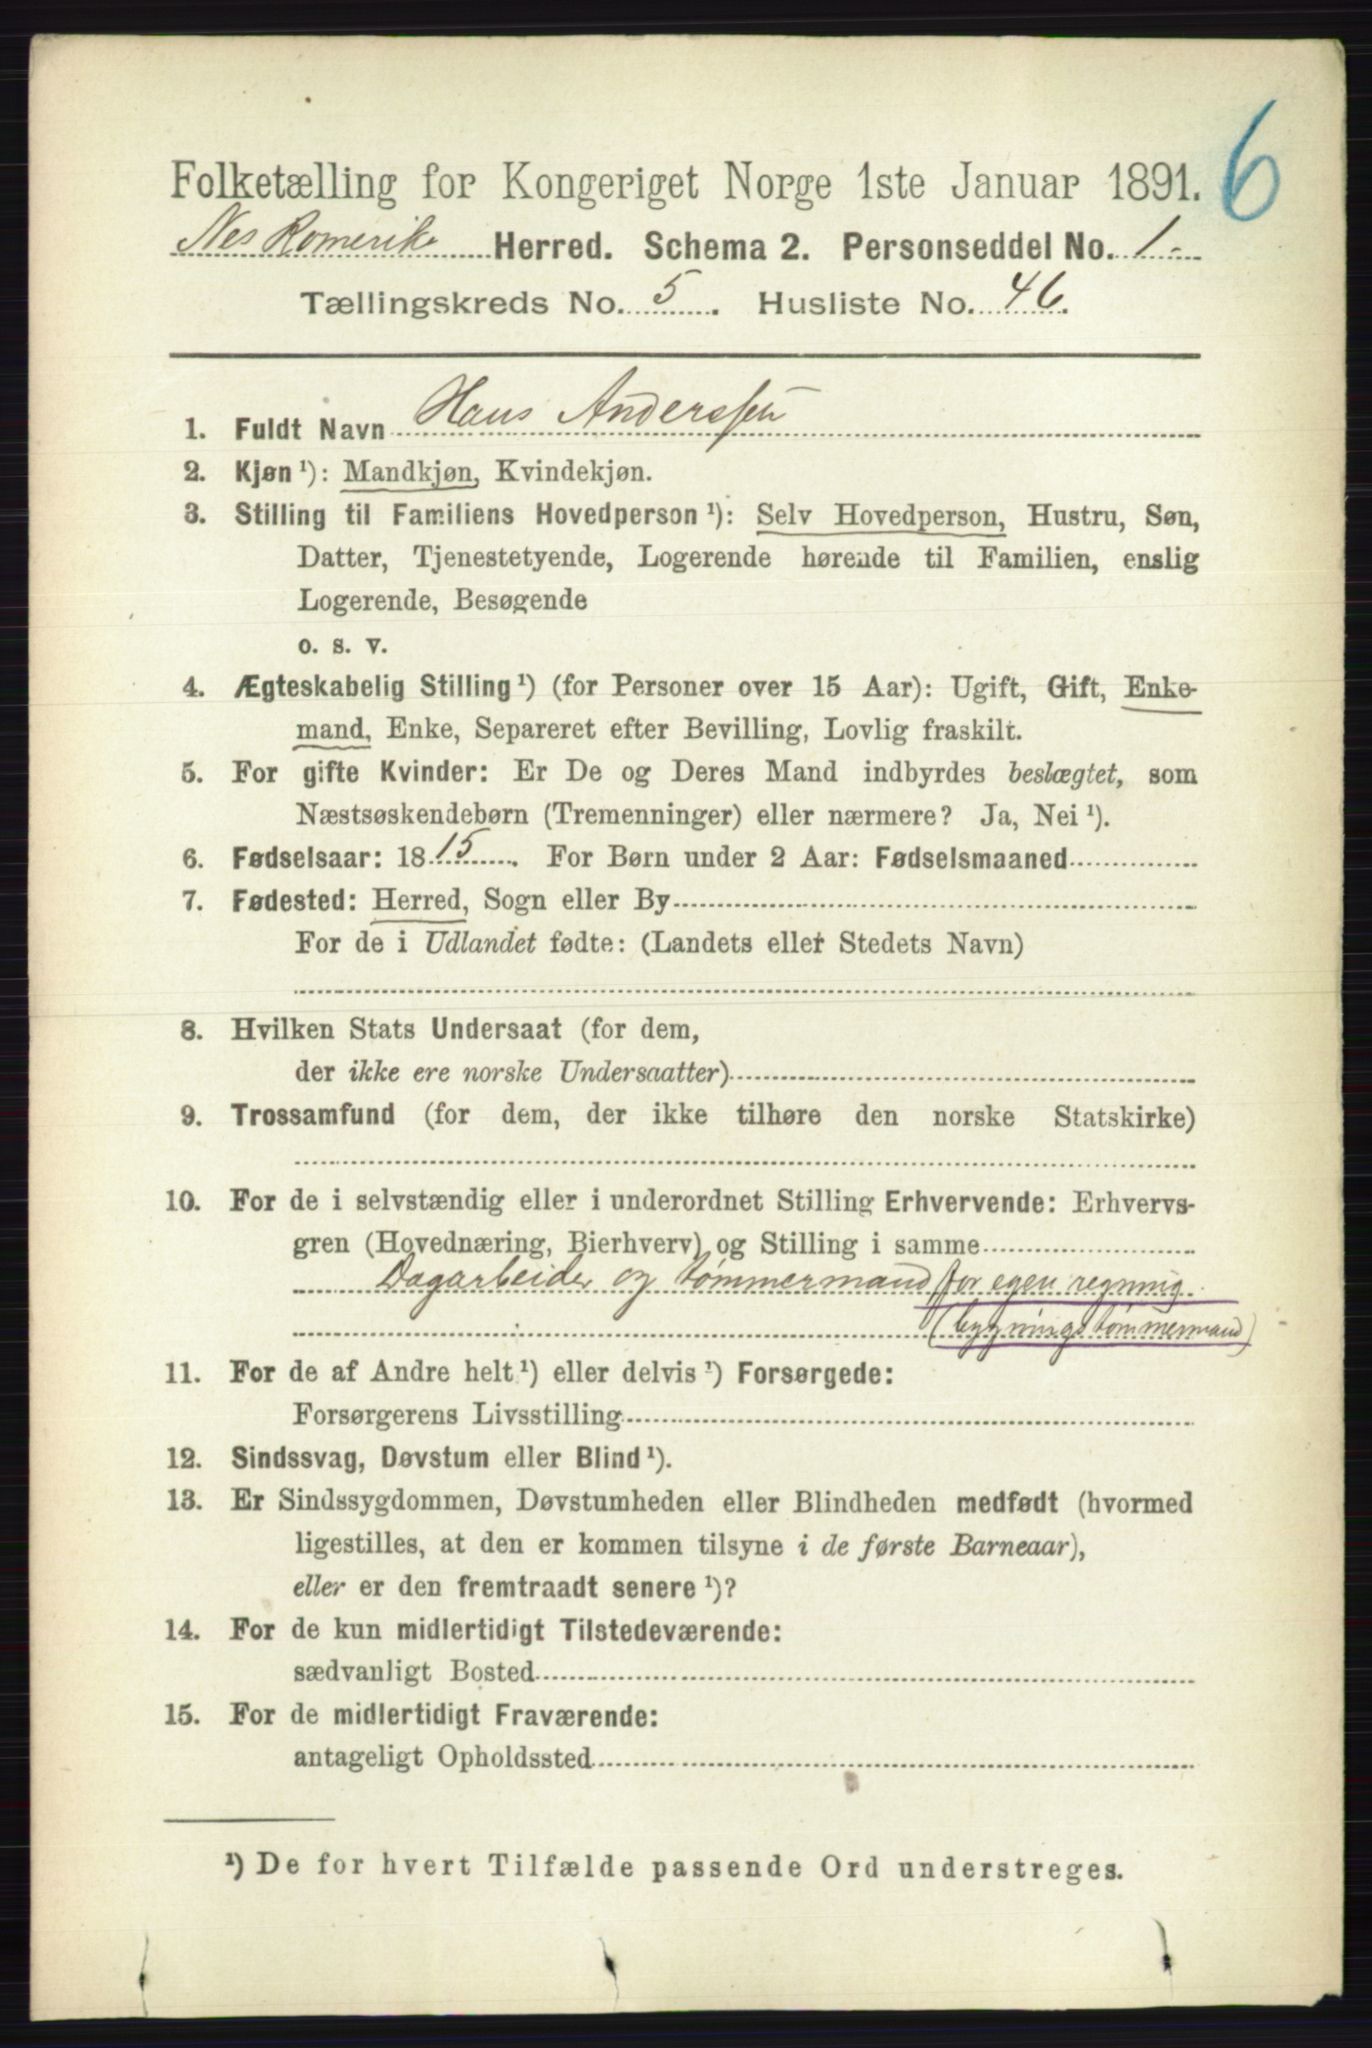 6
Folketælling for Kongeriget Norge 1ste Januar 1891.
Nes Romerike Herred. Schema 2. Personseddel No. 1.
Tællingskreds No. 5. Husliste No. 46.
1. Fuldt Navn Hans Anderssen
2. Kjøn ¹): Mandkjøn, Kvindekjøn.
3. Stilling til Familiens Hovedperson ¹): Selv Hovedperson, Hustru, Søn,
Datter, Tjenestetyende, Logerende hørende til Familien, enslig
Logerende, Besøgende
o. s. v.
4. Ægteskabelig Stilling ¹) (for Personer over 15 Aar): Ugift, Gift, Enke-
mand, Enke, Separeret efter Bevilling, Lovlig fraskilt.
5. For gifte Kvinder: Er De og Deres Mand indbyrdes beslægtet, som
Næstsøskendebørn (Tremenninger) eller nærmere? Ja, Nei ¹).
6. Fødselsaar: 1815. For Børn under 2 Aar: Fødselsmaaned
7. Fødested: Herred, Sogn eller By
For de i Udlandet fødte: (Landets eller Stedets Navn)
8. Hvilken Stats Undersaat (for dem,
der ikke ere norske Undersaatter)
9. Trossamfund (for dem, der ikke tilhøre den norske Statskirke)
10. For de i selvstændig eller i underordnet Stilling Erhvervende: Erhvervs-
gren (Hovednæring, Bierhverv) og Stilling i samme
Dagarbeider og tømmermand for egen regning
(bygningstømmermand)
11. For de af Andre helt ¹) eller delvis ¹) Forsørgede:
Forsørgerens Livsstilling
12. Sindssvag, Døvstum eller Blind ¹).
13. Er Sindssygdommen, Døvstumheden eller Blindheden medfødt (hvormed
ligestilles, at den er kommen tilsyne i de første Barneaar),
eller er den fremtraadt senere ¹)?
14. For de kun midlertidigt Tilstedeværende:
sædvanligt Bosted
15. For de midlertidigt Fraværende:
antageligt Opholdssted
¹) De for hvert Tilfælde passende Ord understreges.